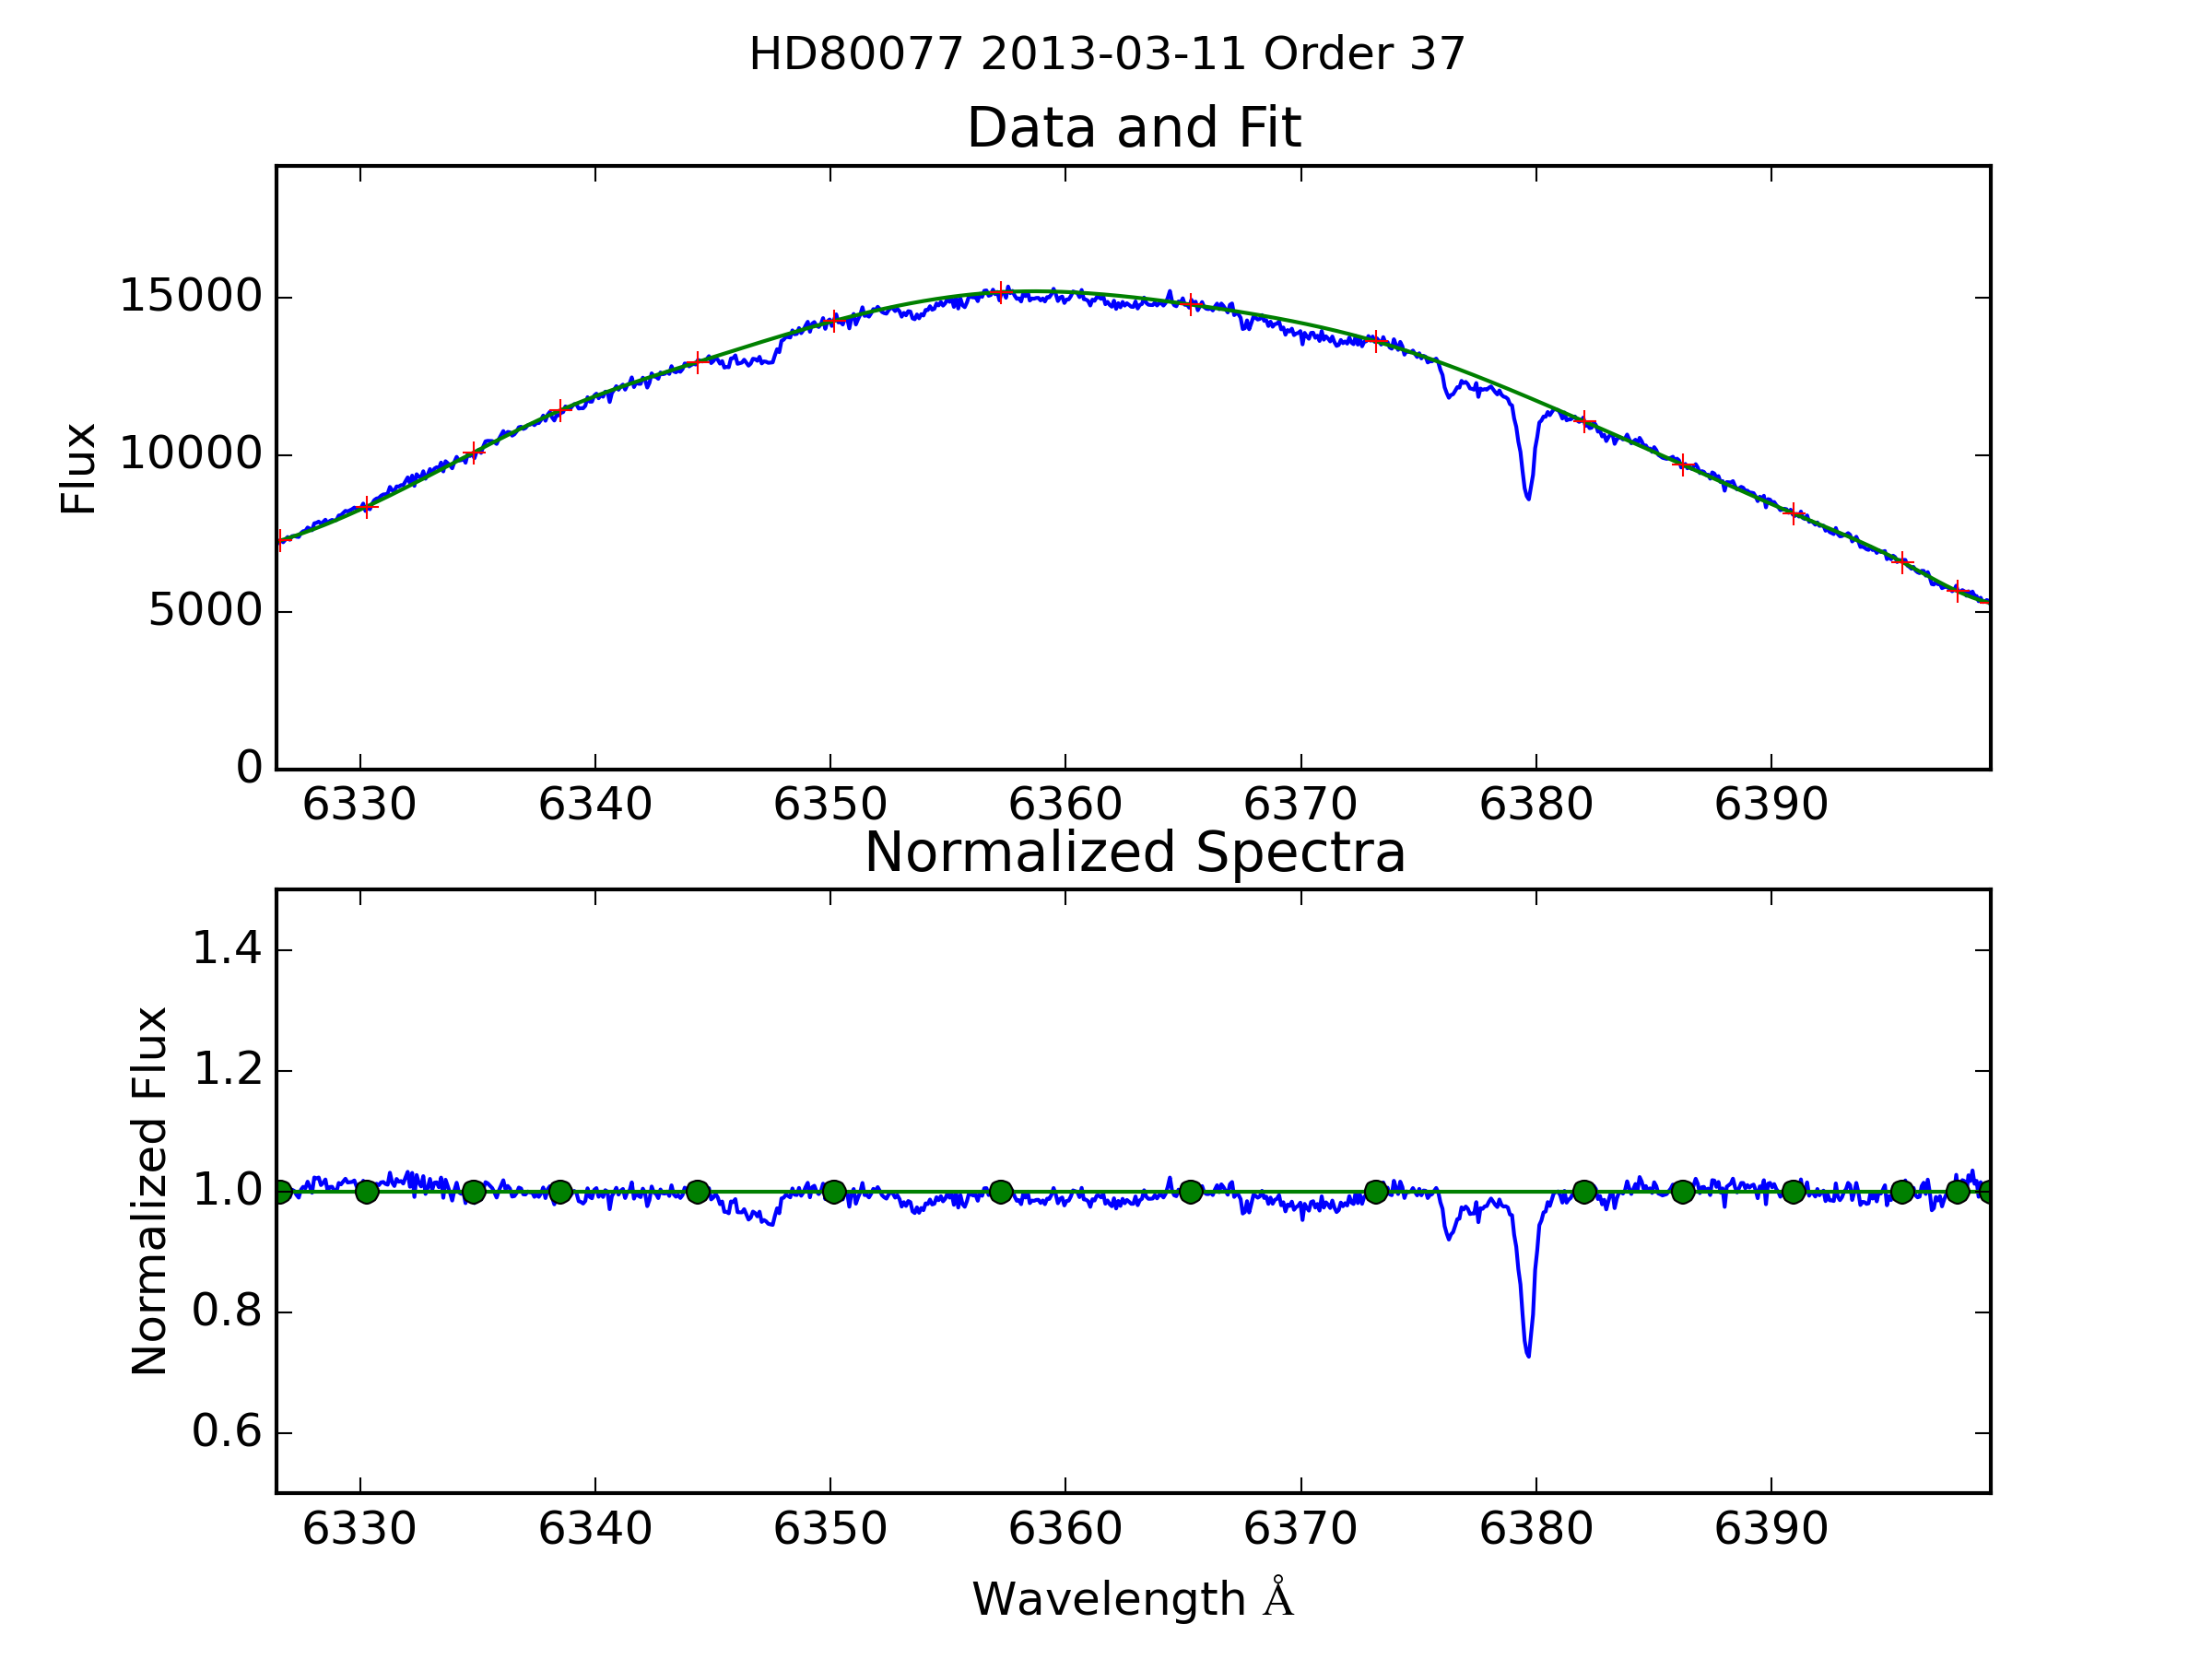 HD80077 2013-03-11 Order 37
Data and Fit
Flux
15000
10000
5000
0
6330 6340 6350 6360 6370 6380 6390
Normalized Spectra
Normalized Flux
1.4
1.2
1.0
0.8
0.6
6330 6340 6350 6360 6370 6380 6390
Wavelength Å